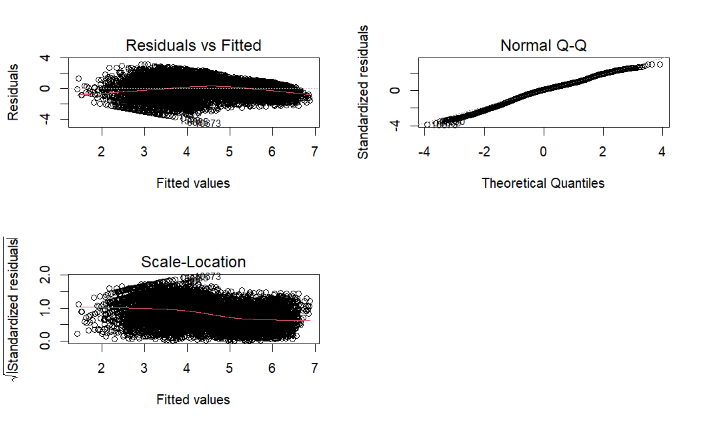 Residuals vs Fitted
Residuals
4
0
-4
2 3 4 5 6 7
Fitted values
Normal Q-Q
Standardized residuals
0
-4
-4 -2 0 2 4
Theoretical Quantiles
Scale-Location
√|Standardized residuals|
2.0
1.0
0.0
2 3 4 5 6 7
Fitted values